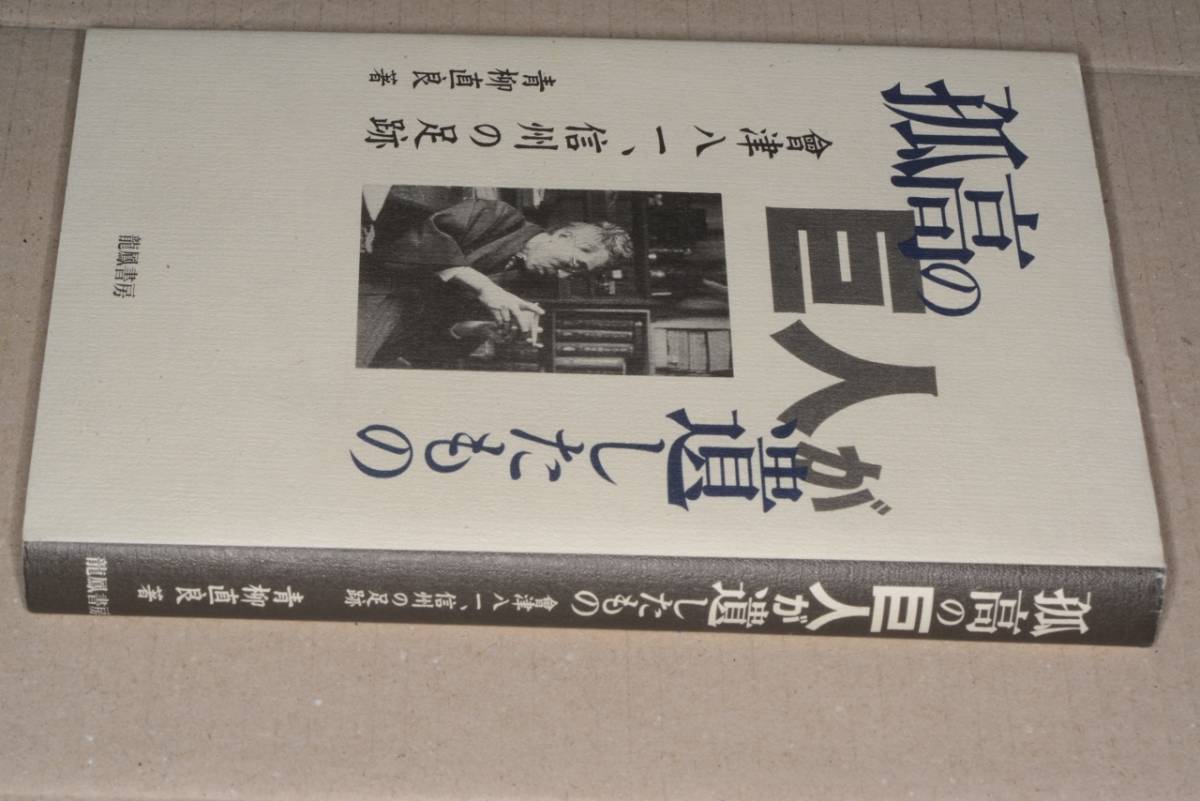 孤高の
巨人が
遺したもの
會津八一、信州の足跡
青柳直良 著
龍鳳書房
孤高の巨人が遺したもの 會津八一、信州の足跡 青柳直良 著 龍鳳書房